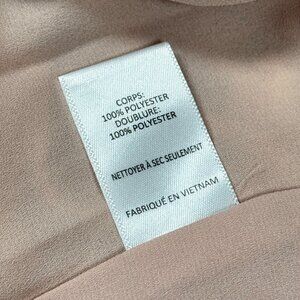 CORPS:
100% POLYESTER
DOUBLURE:
100% POLYESTER
NETTOYER À SEC SEULEMENT
FABRIQUÉ EN VIETNAM